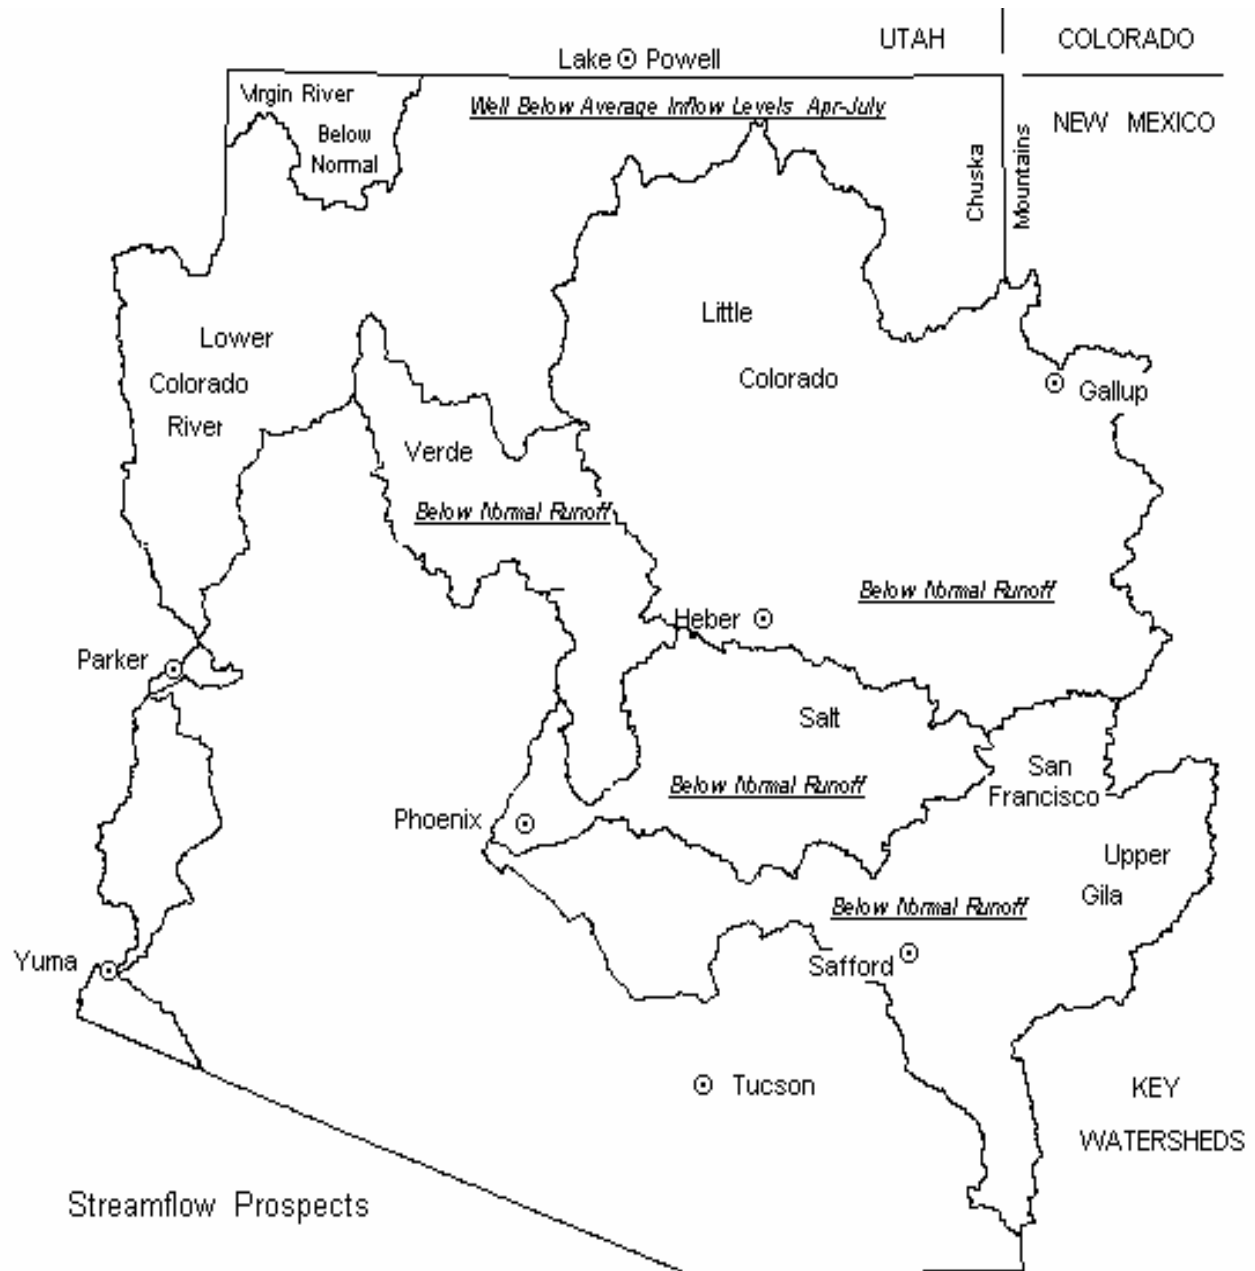 UTAH
COLORADO
Lake Powell
Virgin River
Well Below Average Inflow Levels Apr-July
NEW MEXICO
Below
Normal
Chuska
Mountains
Little
Lower
Colorado
Colorado
River
Gallup
Verde
Below Normal Runoff
Below Normal Runoff
Heber
Parker
Salt
San
Francisco
Below Normal Runoff
Phoenix
Upper
Gila
Below Normal Runoff
Yuma
Safford
Tucson
KEY
WATERSHEDS
Streamflow Prospects